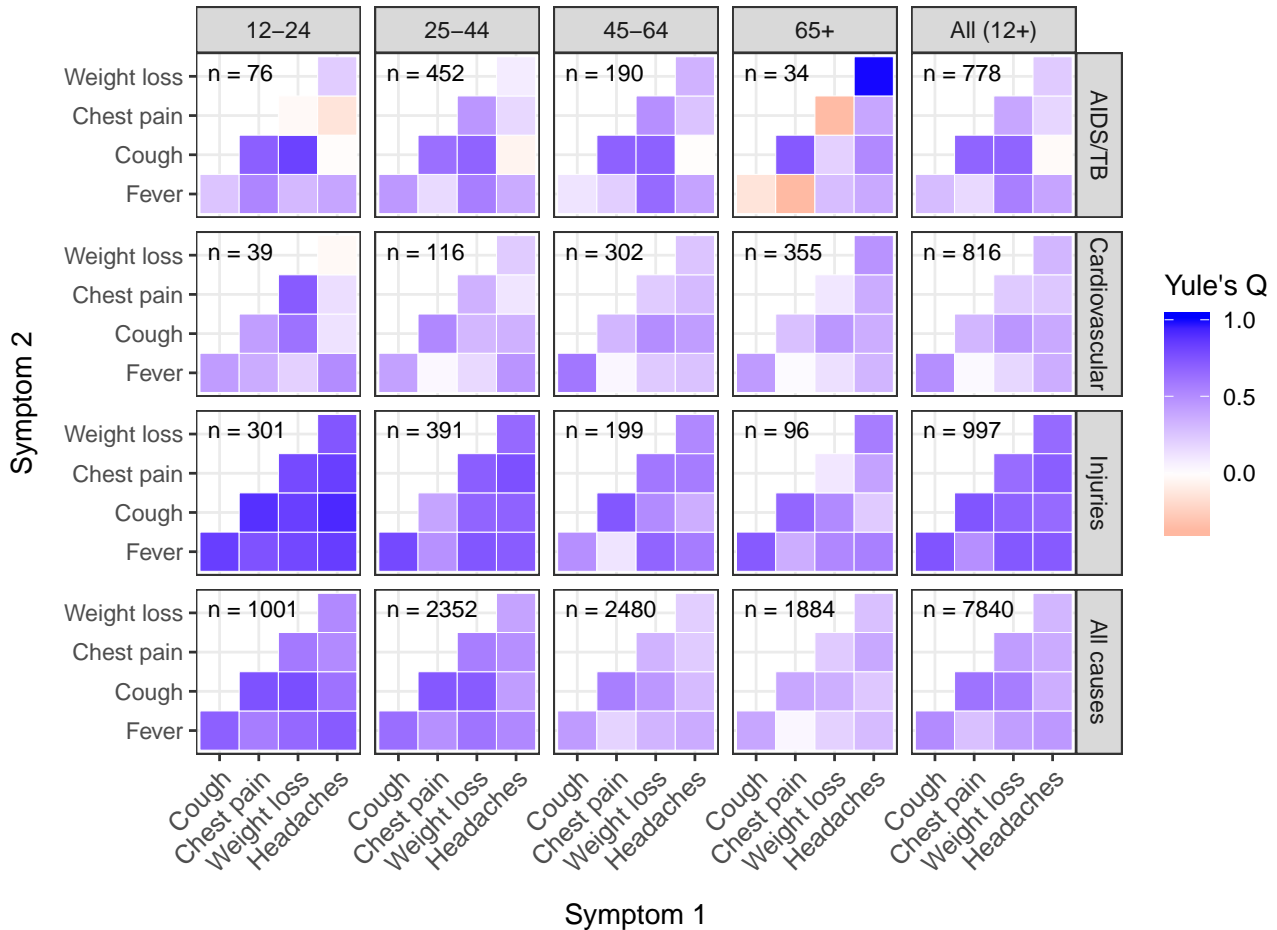 12–24 25–44 45–64 65+ All (12+)
Weight loss n = 76 n = 452 n = 190 n = 34 n = 778
Chest pain
Cough
Fever
AIDS/TB
Weight loss n = 39 n = 116 n = 302 n = 355 n = 816
Chest pain
Cough
Fever
Cardiovascular
Weight loss n = 301 n = 391 n = 199 n = 96 n = 997
Chest pain
Cough
Fever
Injuries
Weight loss n = 1001 n = 2352 n = 2480 n = 1884 n = 7840
Chest pain
Cough
Fever
All causes
Cough Chest pain Weight loss Headaches Cough Chest pain Weight loss Headaches Cough Chest pain Weight loss Headaches Cough Chest pain Weight loss Headaches Cough Chest pain Weight loss Headaches
Symptom 1
Symptom 2
Yule's Q
1.0
0.5
0.0